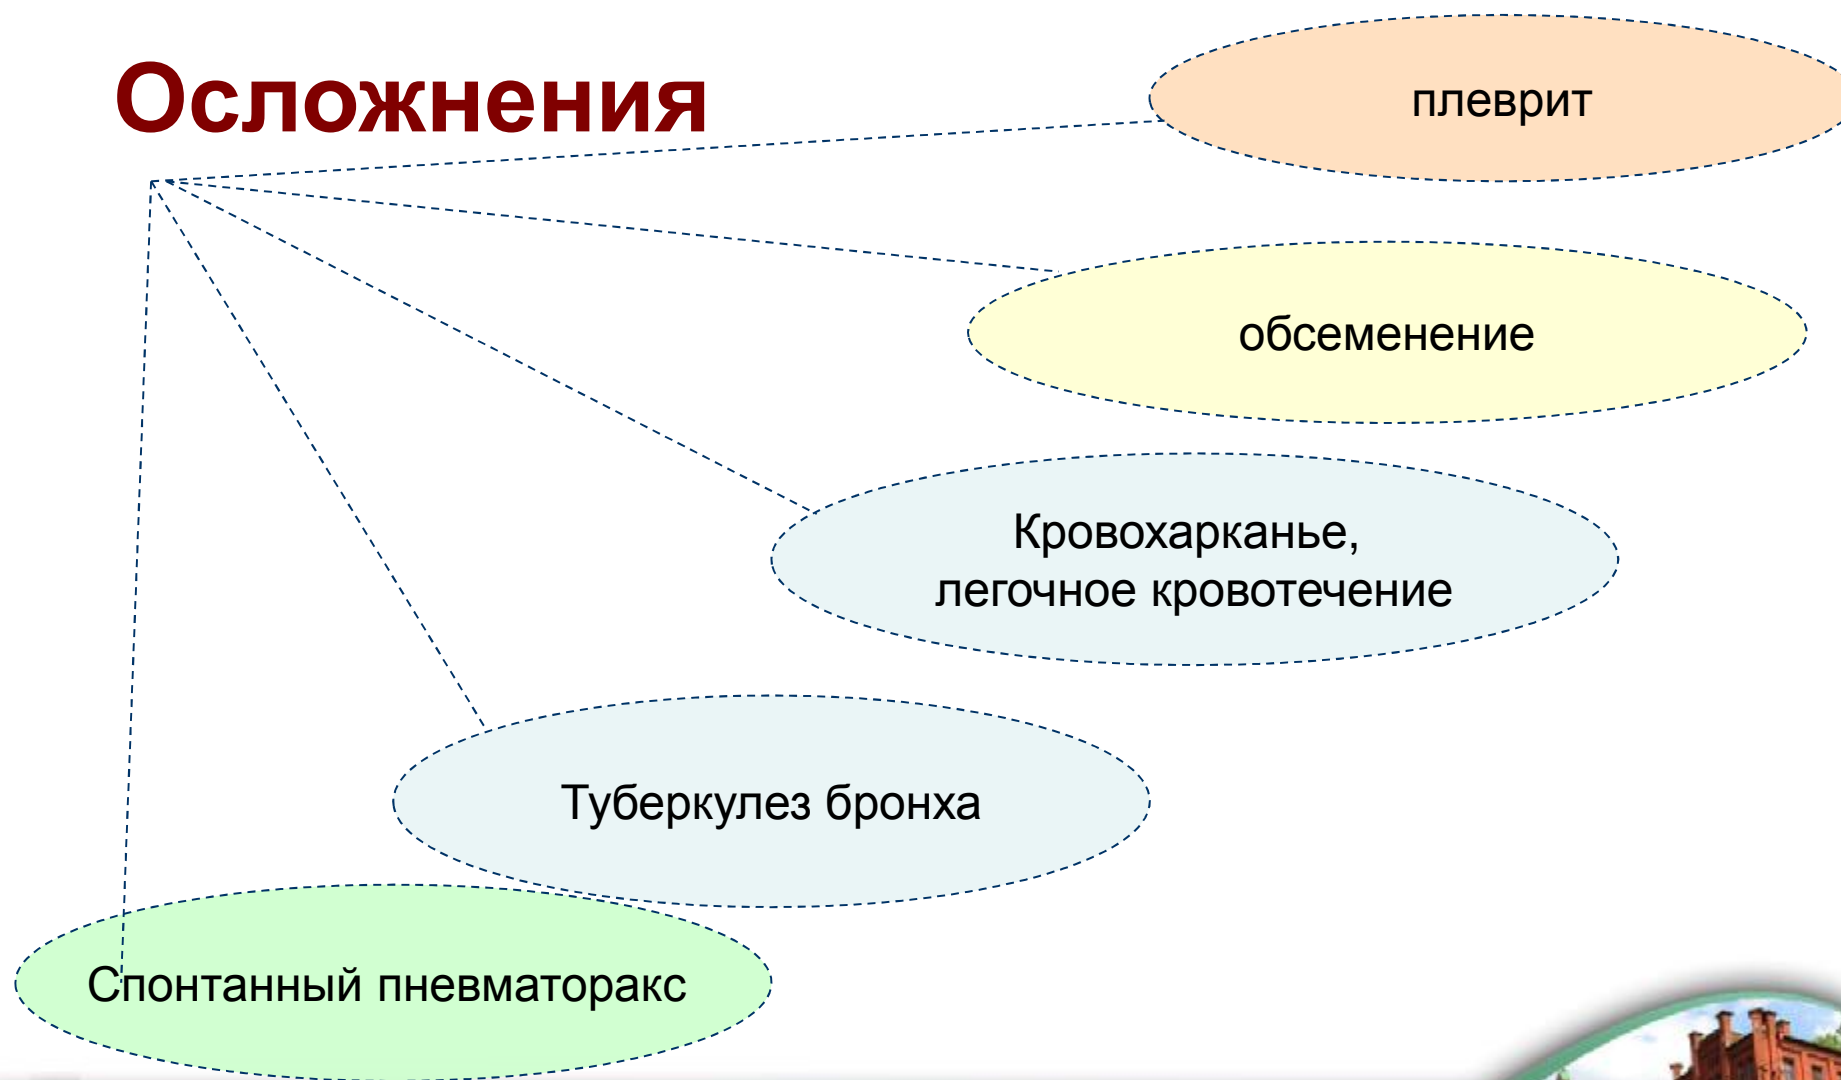 Осложнения
плеврит
обсеменение
Кровохарканье,
легочное кровотечение
Туберкулез бронха
Спонтанный пневматоракс